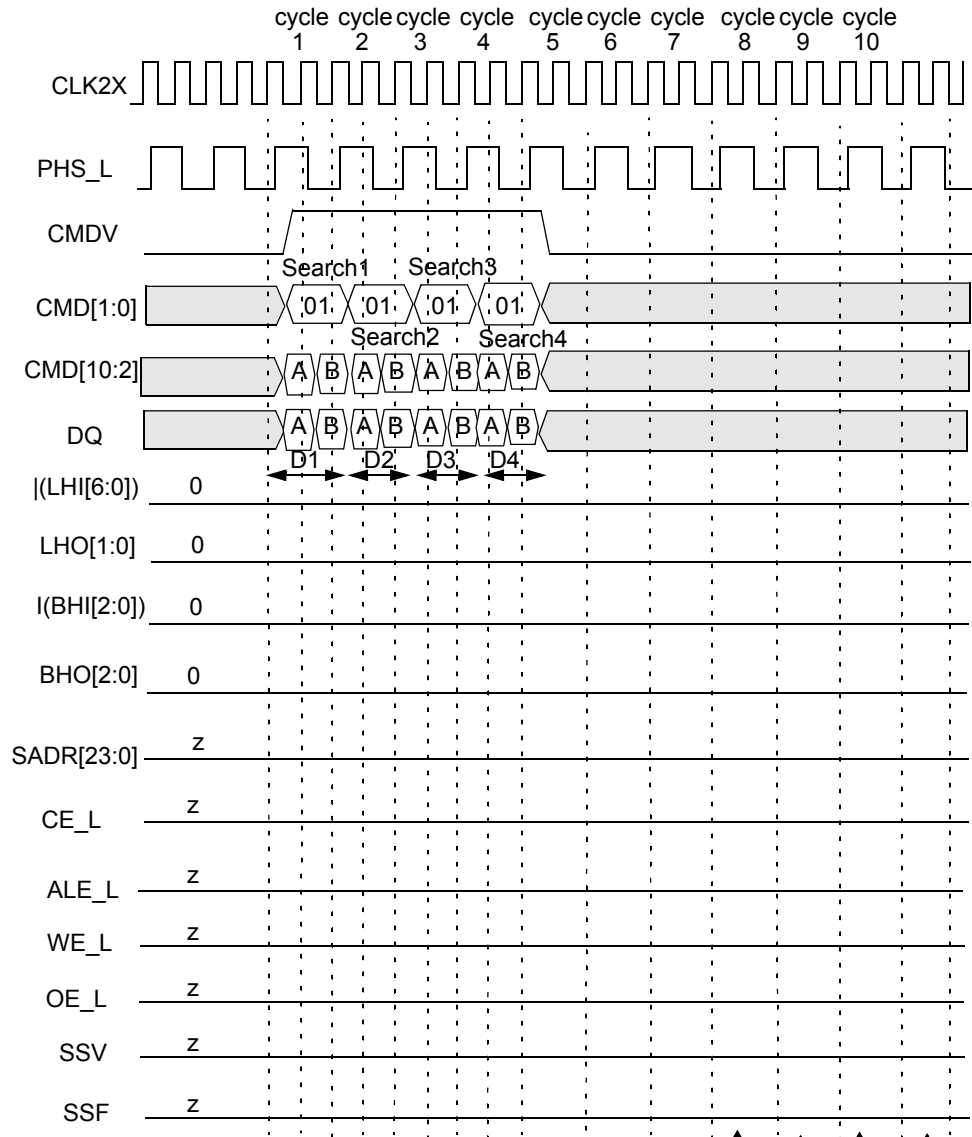 cycle cycle cycle cycle cycle cycle cycle cycle cycle cycle
1 2 3 4 5 6 7 8 9 10
CLK2X
PHS_L
CMDV
Search1 Search3
CMD[1:0] 01 01 01 01
Search2 Search4
CMD[10:2] A B A B A B A B
DQ A B A B A B A B
D1 D2 D3 D4
|(LHI[6:0]) 0
LHO[1:0] 0
I(BHI[2:0]) 0
BHO[2:0] 0
SADR[23:0] z
CE_L z
ALE_L z
WE_L z
OE_L z
SSV z
SSF z